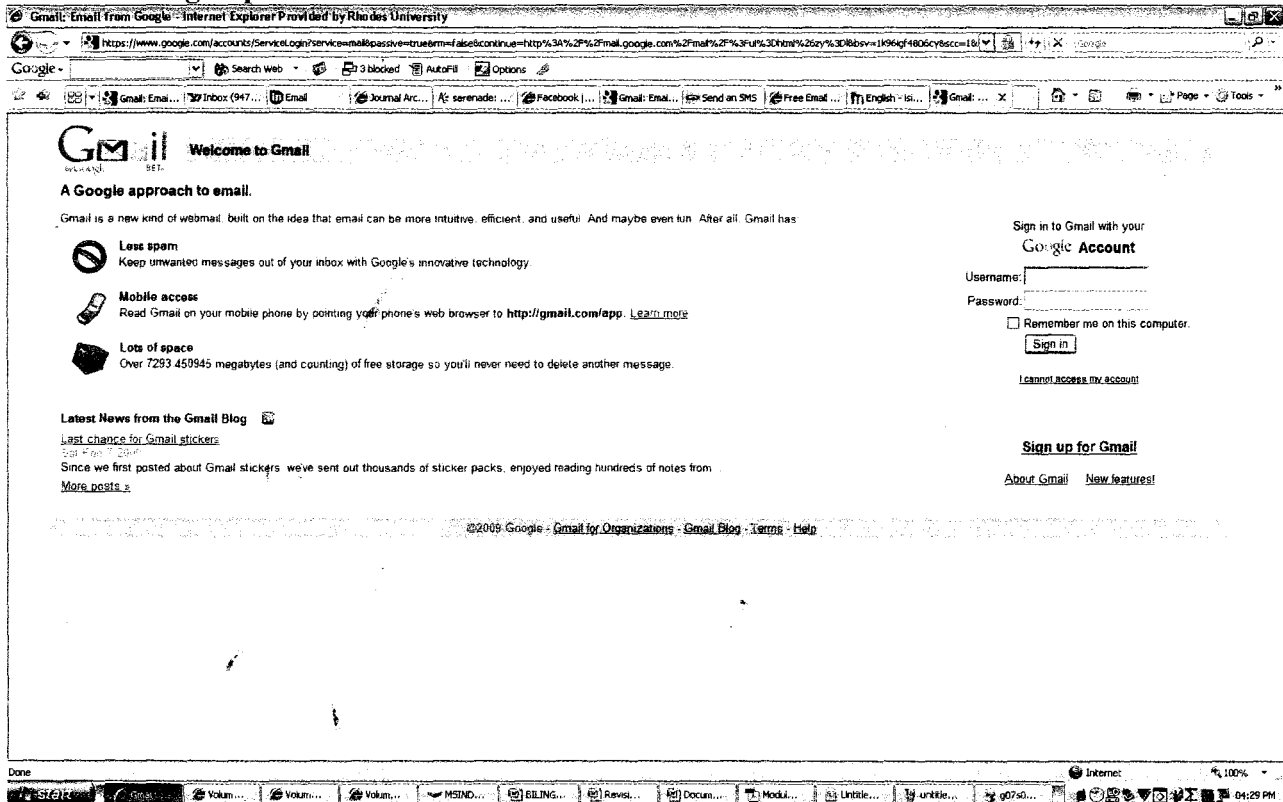 Gmail: Email from Google - Internet Explorer Provided by Rhodes University
Google
Google - Search Web 3 blocked AutoFill Options
Gmail: Emai... Inbox (947... Email Journal Arc... serenade: ... Facebook |... Gmail: Emai... Send an SMS Free Email ... English - isi... Gmail: ... X Page Tools
Gmail Welcome to Gmail
by Google BETA
A Google approach to email.
Gmail is a new kind of webmail, built on the idea that email can be more intuitive, efficient, and useful. And maybe even fun. After all, Gmail has:
Less spam
Keep unwanted messages out of your inbox with Google's innovative technology.
Mobile access
Read Gmail on your mobile phone by pointing your phone's web browser to http://gmail.com/app. Learn more
Lots of space
Over 7293.450945 megabytes (and counting) of free storage so you'll never need to delete another message.
Latest News from the Gmail Blog
Last chance for Gmail stickers
Sat Feb 7 2009
Since we first posted about Gmail stickers, we've sent out thousands of sticker packs, enjoyed reading hundreds of notes from
More posts »
Sign in to Gmail with your
Google Account
Username:
Password:
Remember me on this computer.
Sign in
I cannot access my account
Sign up for Gmail
About Gmail New features!
©2009 Google - Gmail for Organizations - Gmail Blog - Terms - Help
Done Internet 100%
start Gmail... Volum... Volum... Volum... MSIND... BILING... Revisi... Docum... Modul... Untitle... untitle... g07s0... 04:29 PM